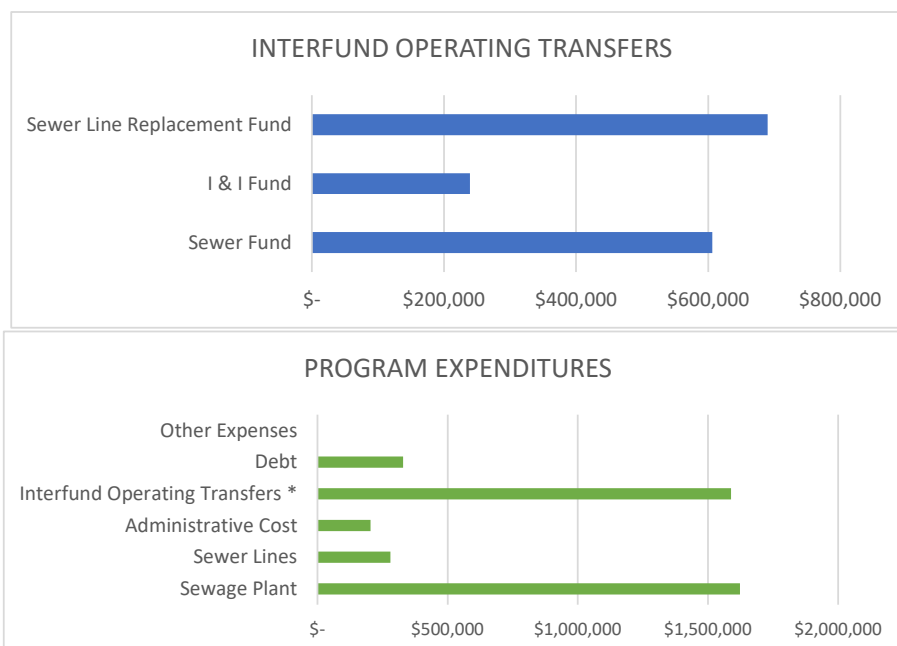 INTERFUND OPERATING TRANSFERS
Sewer Line Replacement Fund
I & I Fund
Sewer Fund
$- $200,000 $400,000 $600,000 $800,000
PROGRAM EXPENDITURES
Other Expenses
Debt
Interfund Operating Transfers *
Administrative Cost
Sewer Lines
Sewage Plant
$- $500,000 $1,000,000 $1,500,000 $2,000,000